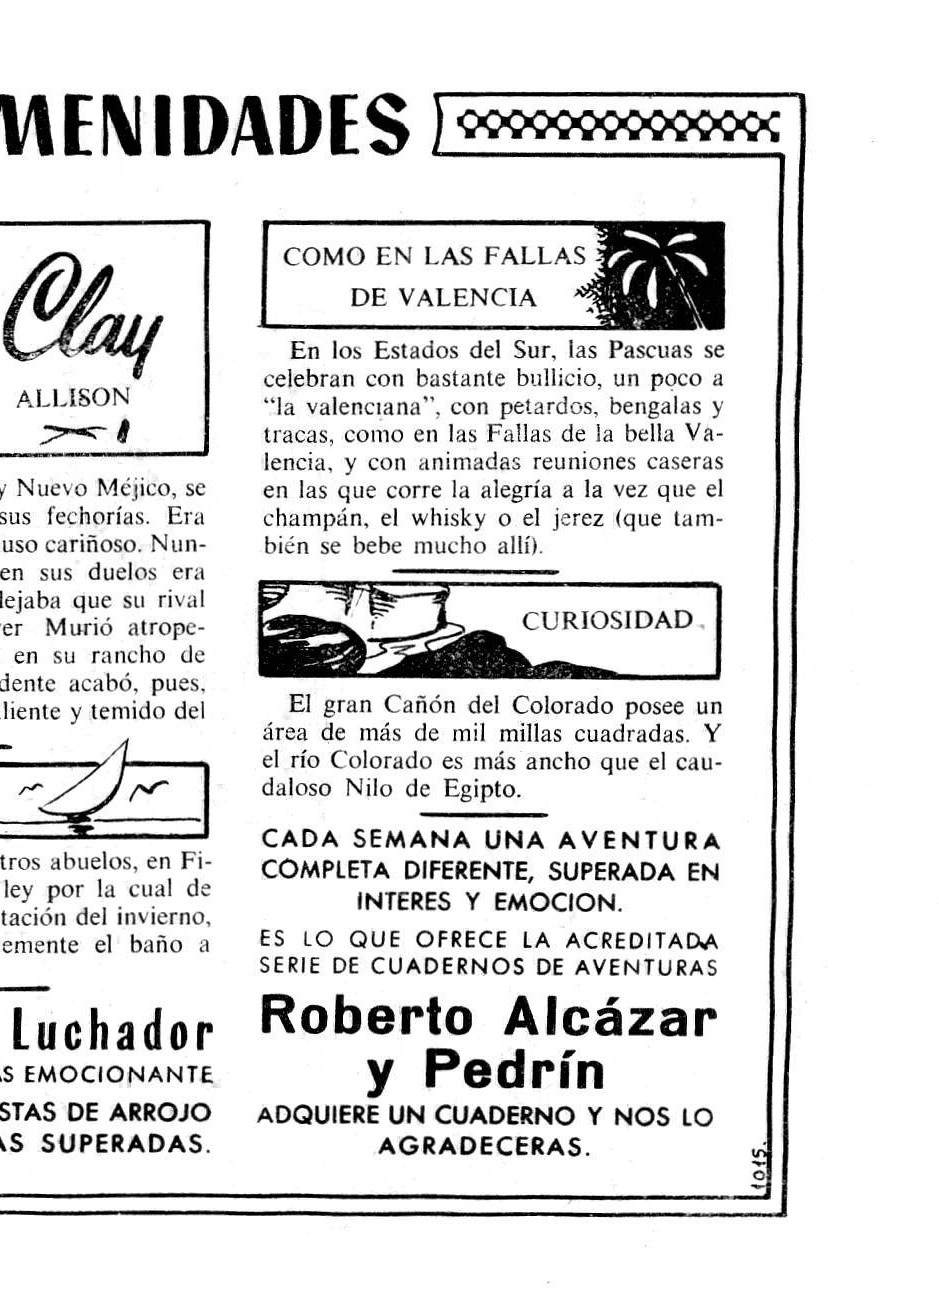 MENIDADES
Clay
ALLISON
y Nuevo Méjico, se
sus fechorías. Era
uso cariñoso. Nun-
en sus duelos era
lejaba que su rival
er Murió atrope-
en su rancho de
dente acabó, pues,
liente y temido del
tros abuelos, en Fi-
ley por la cual de
tación del invierno,
emente el baño a
Luchador
AS EMOCIONANTE
STAS DE ARROJO
AS SUPERADAS.
COMO EN LAS FALLAS
DE VALENCIA
En los Estados del Sur, las Pascuas se
celebran con bastante bullicio, un poco a
“la valenciana”, con petardos, bengalas y
tracas, como en las Fallas de la bella Va-
lencia, y con animadas reuniones caseras
en las que corre la alegría a la vez que el
champán, el whisky o el jerez (que tam-
bién se bebe mucho allí).
CURIOSIDAD
El gran Cañón del Colorado posee un
área de más de mil millas cuadradas. Y
el río Colorado es más ancho que el cau-
daloso Nilo de Egipto.
CADA SEMANA UNA AVENTURA
COMPLETA DIFERENTE, SUPERADA EN
INTERES Y EMOCION.
ES LO QUE OFRECE LA ACREDITADA
SERIE DE CUADERNOS DE AVENTURAS
Roberto Alcázar
y Pedrín
ADQUIERE UN CUADERNO Y NOS LO
AGRADECERAS.
1015.